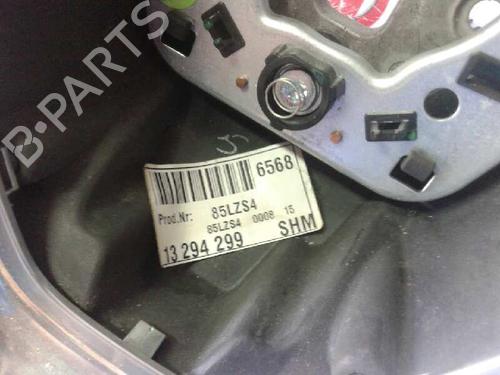 B-PARTS
6568
Prod.Nr: 85LZS4
85LZS4 0008 15
13 294 299 SHM